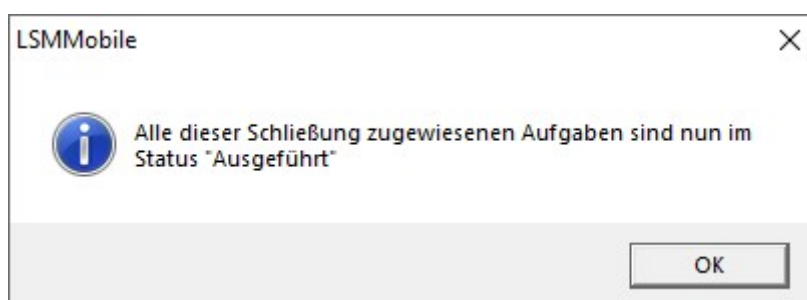 LSMMobile
Alle dieser Schließung zugewiesenen Aufgaben sind nun im
Status "Ausgeführt"
OK